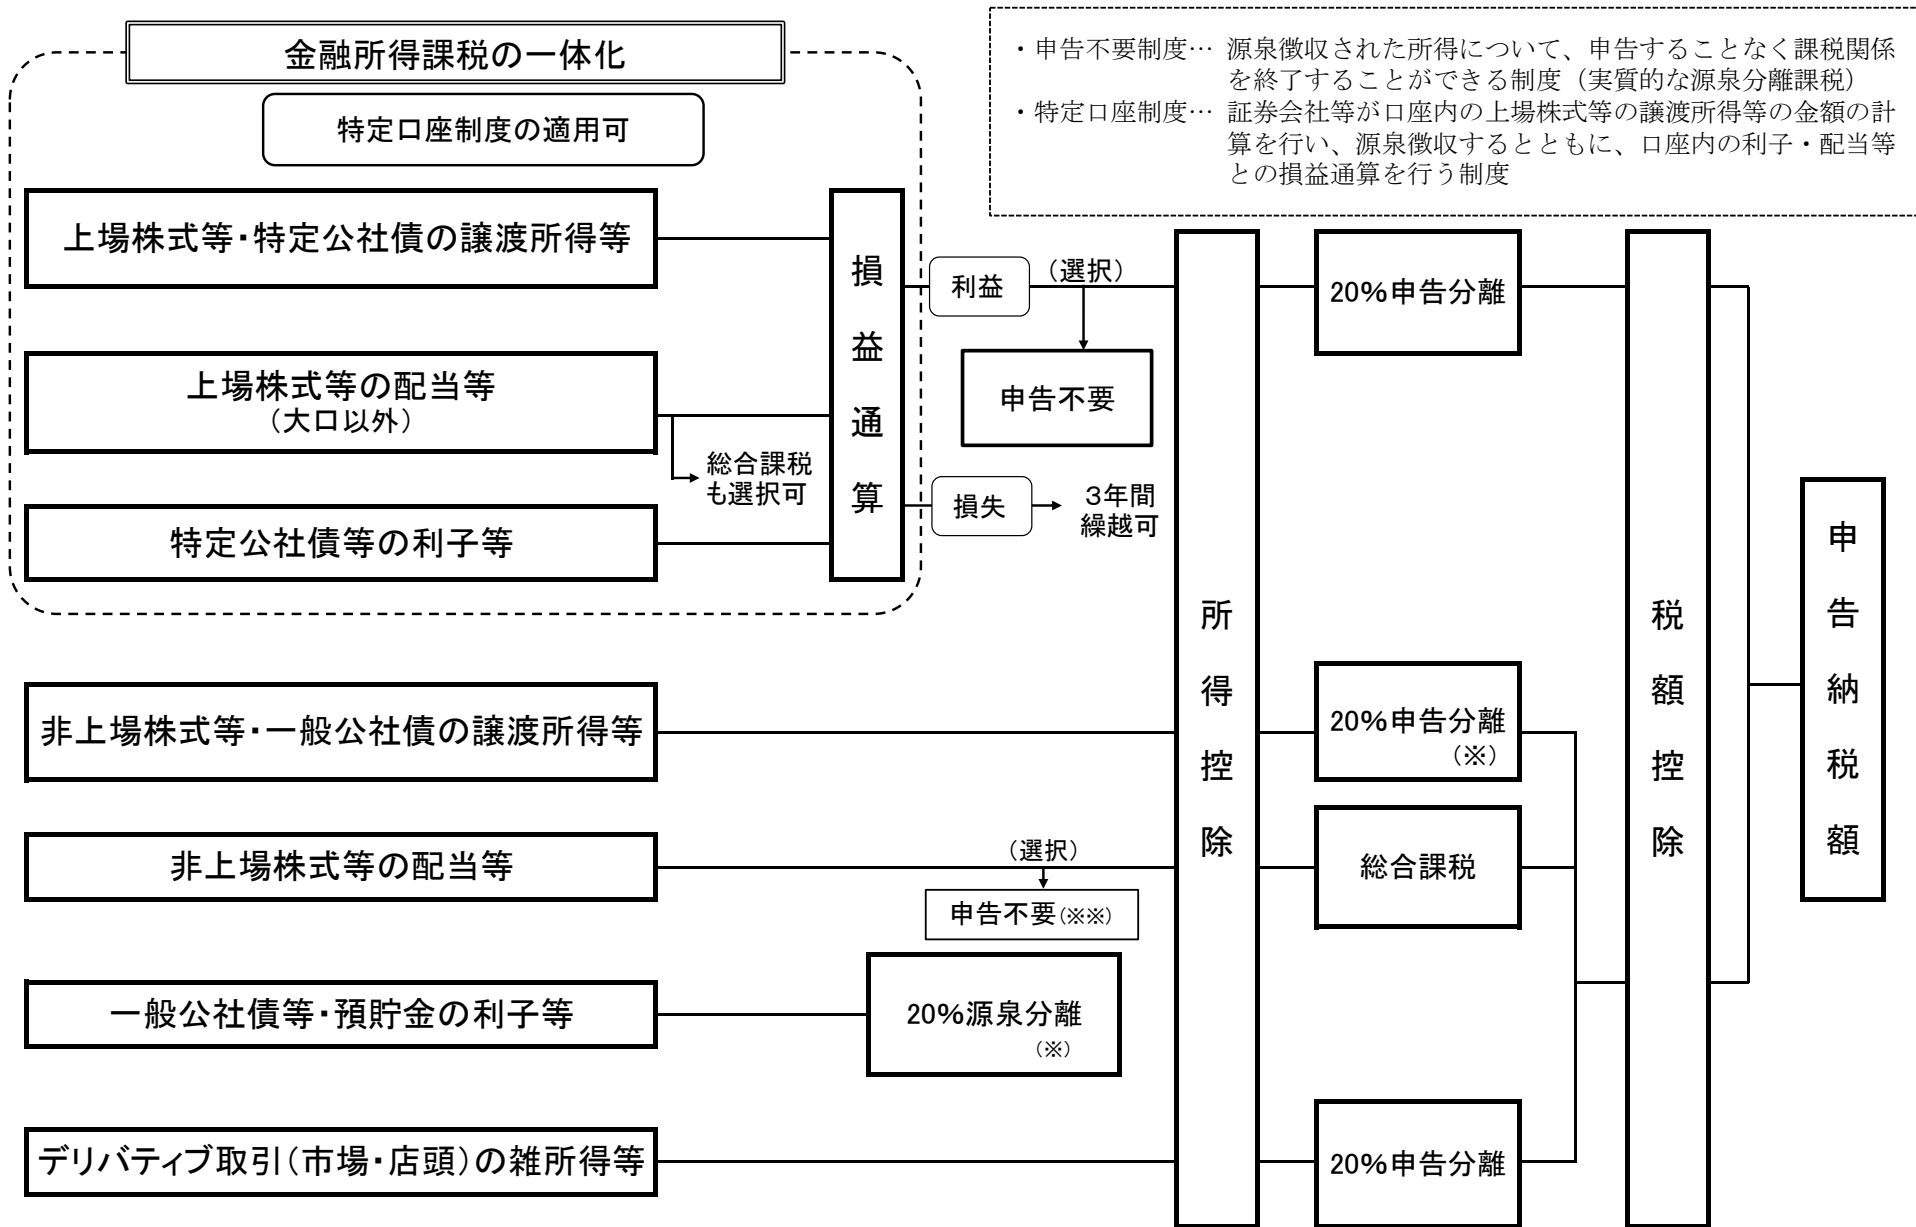 金融所得課税の一体化
特定口座制度の適用可
・申告不要制度… 源泉徴収された所得について、申告することなく課税関係
を終了することができる制度（実質的な源泉分離課税）
・特定口座制度… 証券会社等が口座内の上場株式等の譲渡所得等の金額の計
算を行い、源泉徴収するとともに、口座内の利子・配当等
との損益通算を行う制度
上場株式等・特定公社債の譲渡所得等
上場株式等の配当等
（大口以外）
総合課税
も選択可
特定公社債等の利子等
損益通算
利益
（選択）
申告不要
損失
3年間
繰越可
所得控除
20%申告分離
税額控除
申告納税額
非上場株式等・一般公社債の譲渡所得等
20%申告分離
（※）
非上場株式等の配当等
（選択）
申告不要（※※）
総合課税
一般公社債等・預貯金の利子等
20%源泉分離
（※）
デリバティブ取引（市場・店頭）の雑所得等
20%申告分離